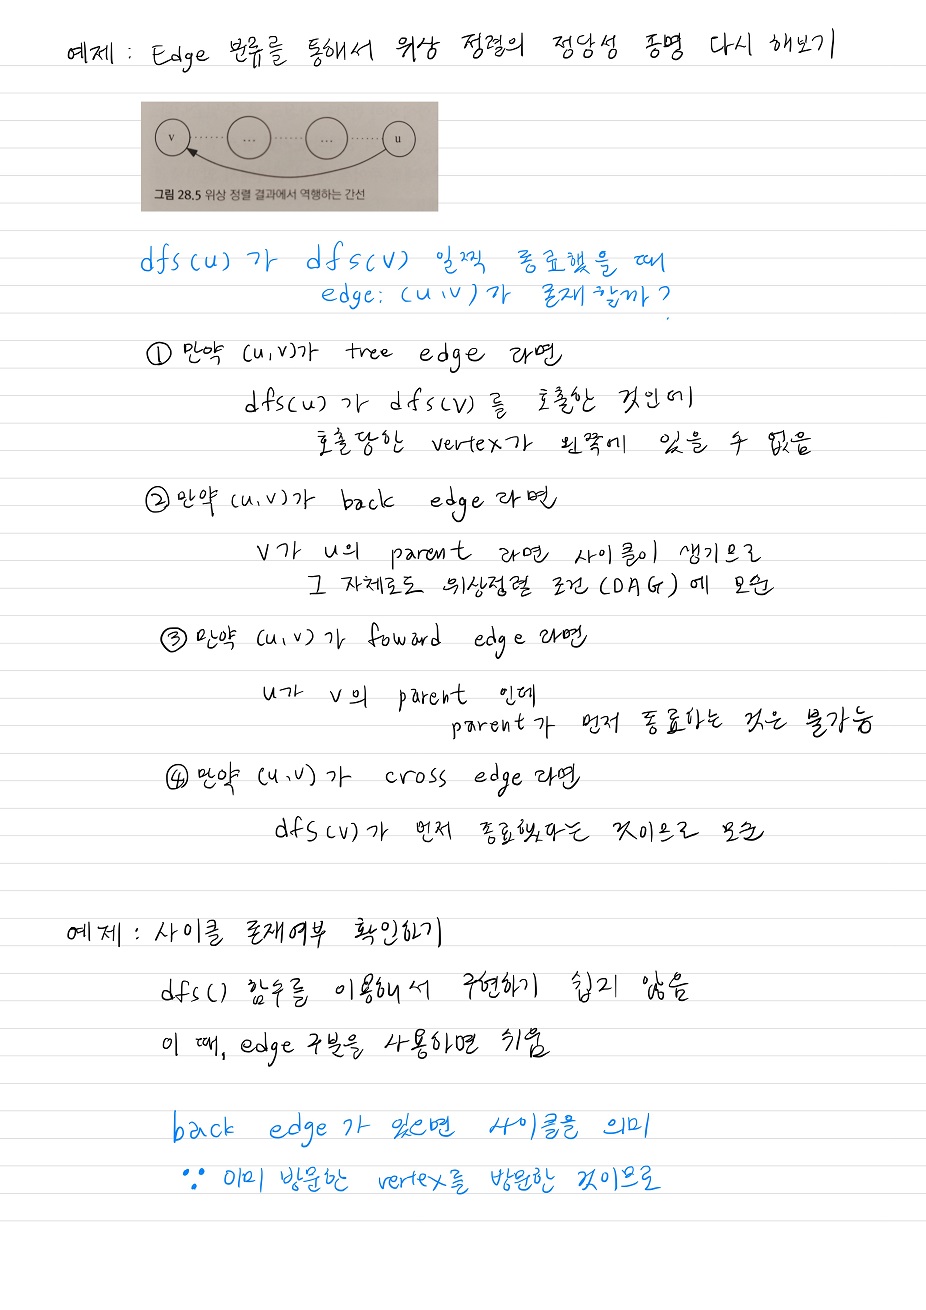 예제 : Edge 분류를 통해서 위상 정렬의 정당성 증명 다시 해보기
v ... ... u
그림 28.5 위상 정렬 결과에서 역행하는 간선
dfs(u)가 dfs(v) 일찍 종료했을 때
edge: (u,v)가 존재할까?
① 만약 (u,v)가 tree edge 라면
dfs(u)가 dfs(v)를 호출한 것인데
호출당한 vertex가 왼쪽에 있을 수 없음
② 만약 (u,v)가 back edge 라면
v가 u의 parent 라면 사이클이 생기므로
그 자체로도 위상정렬 조건(DAG)에 모순
③ 만약 (u,v)가 foward edge 라면
u가 v의 parent 인데
parent가 먼저 종료하는 것은 불가능
④ 만약 (u,v)가 cross edge 라면
dfs(v)가 먼저 종료했다는 것이므로 모순
예제 : 사이클 존재여부 확인하기
dfs() 함수를 이용해서 구현하기 쉽지 않음
이 때, edge 구분을 사용하면 쉬움
back edge가 있으면 사이클을 의미
∵ 이미 방문한 vertex를 방문한 것이므로